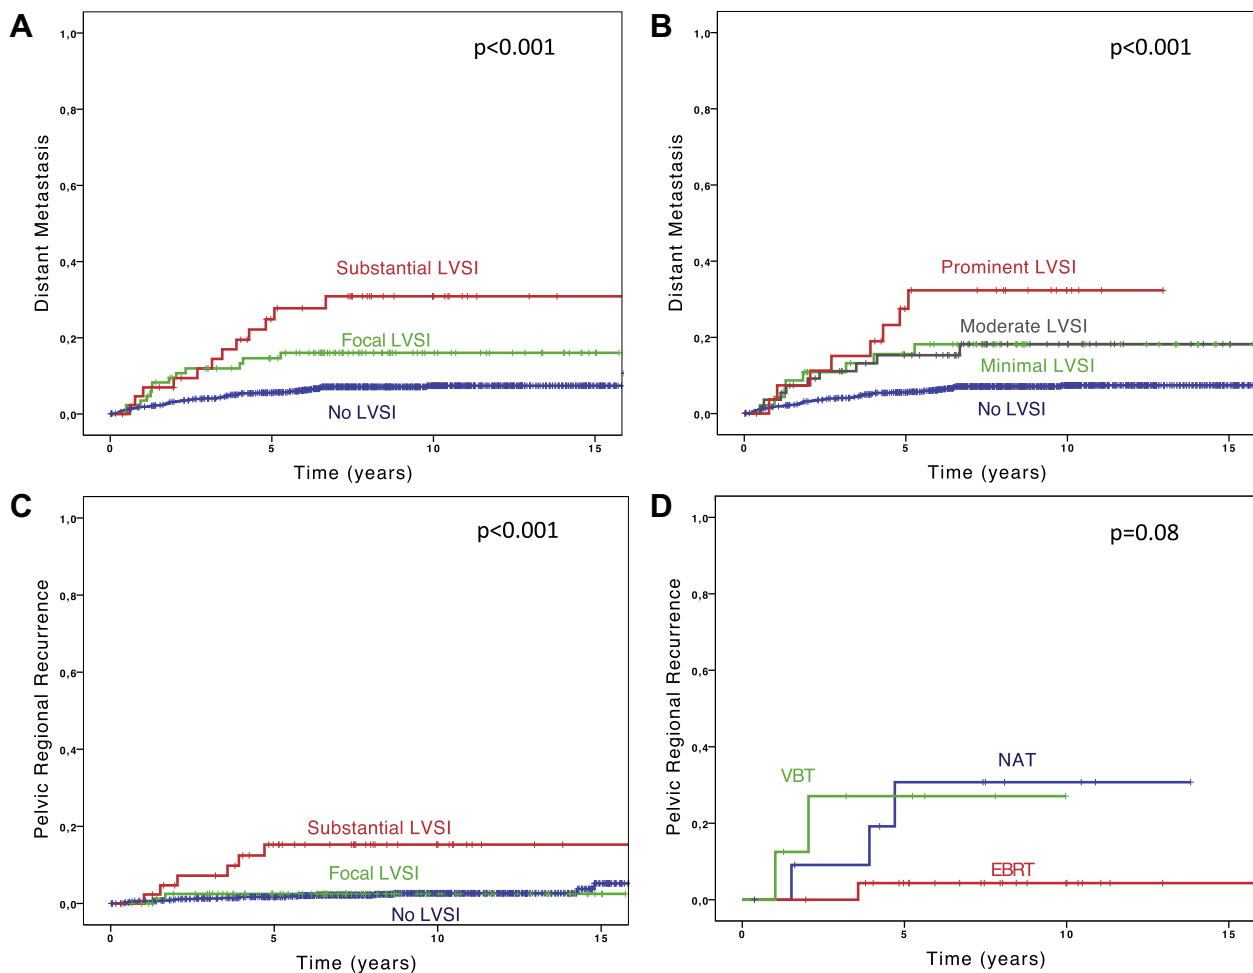 A
p<0.001
Distant Metastasis
1,0
0,8
0,6
0,4
0,2
0,0
Substantial LVSI
Focal LVSI
No LVSI
0 5 10 15
Time (years)
B
p<0.001
Distant Metastasis
1,0
0,8
0,6
0,4
0,2
0,0
Prominent LVSI
Moderate LVSI
Minimal LVSI
No LVSI
0 5 10 15
Time (years)
C
p<0.001
Pelvic Regional Recurrence
1,0
0,8
0,6
0,4
0,2
0,0
Substantial LVSI
Focal LVSI
No LVSI
0 5 10 15
Time (years)
D
p=0.08
Pelvic Regional Recurrence
1,0
0,8
0,6
0,4
0,2
0,0
NAT
VBT
EBRT
0 5 10 15
Time (years)